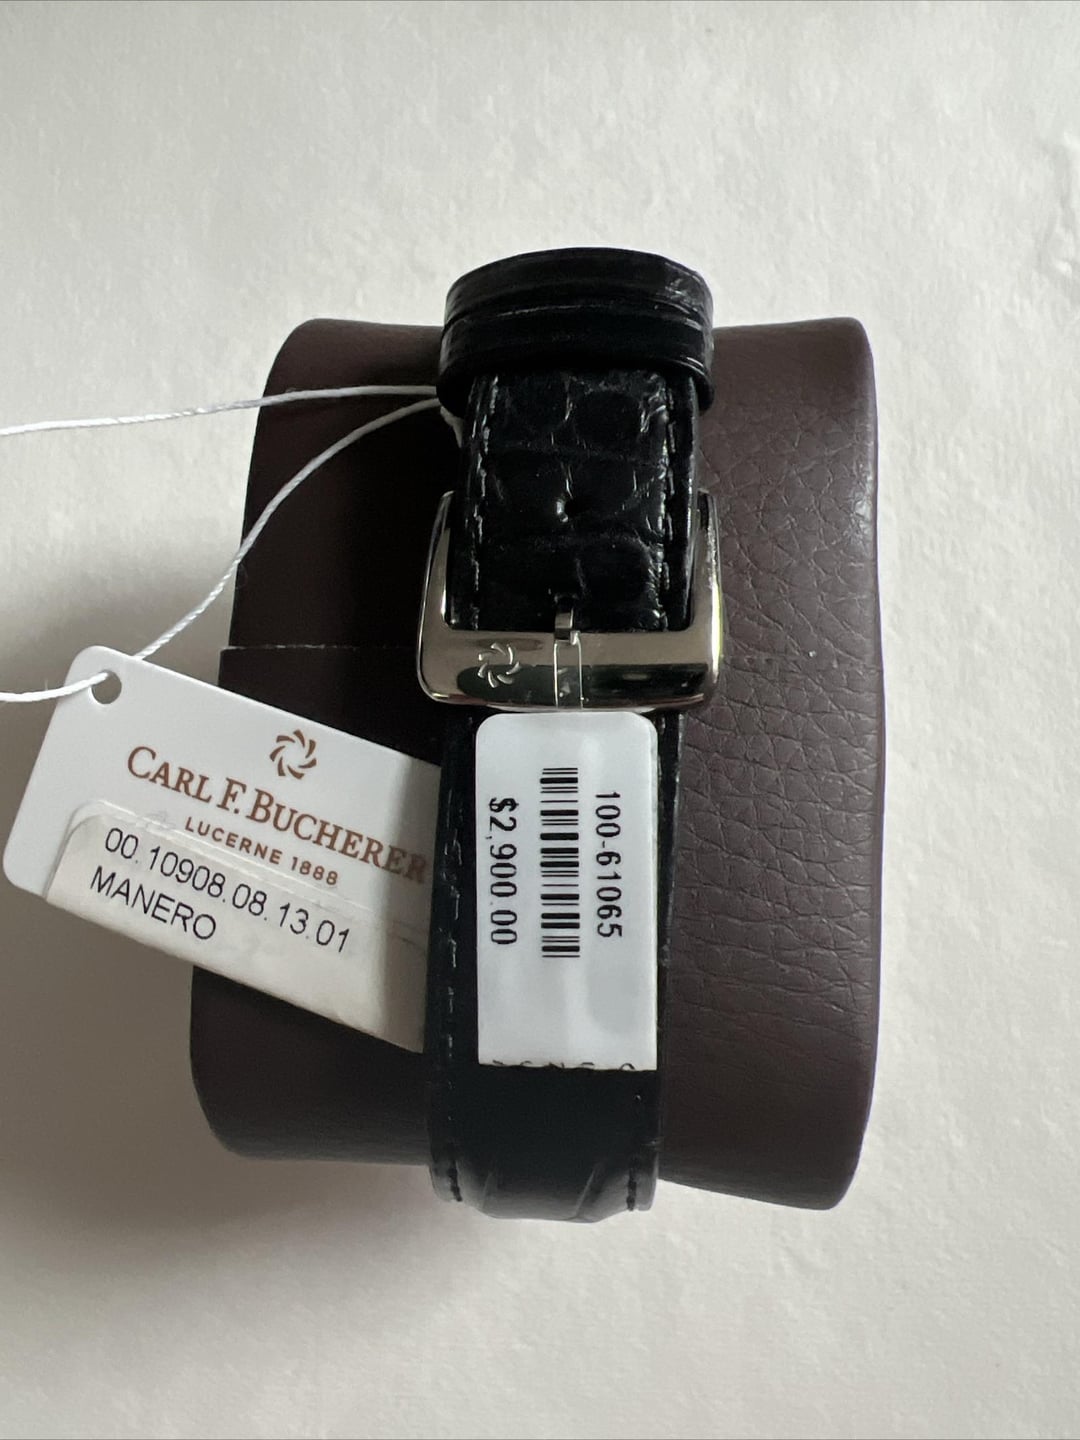 CARL F. BUCHERER
LUCERNE 1888
00.10908.08.13.01
MANERO
100-61065
$2,900.00